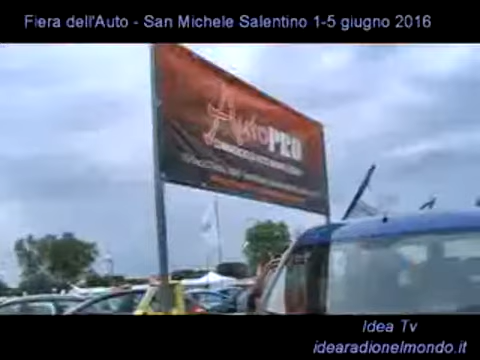 Fiera dell'Auto - San Michele Salentino 1-5 giugno 2016
AutoPRO
Idea Tv
idearadionelmondo.it